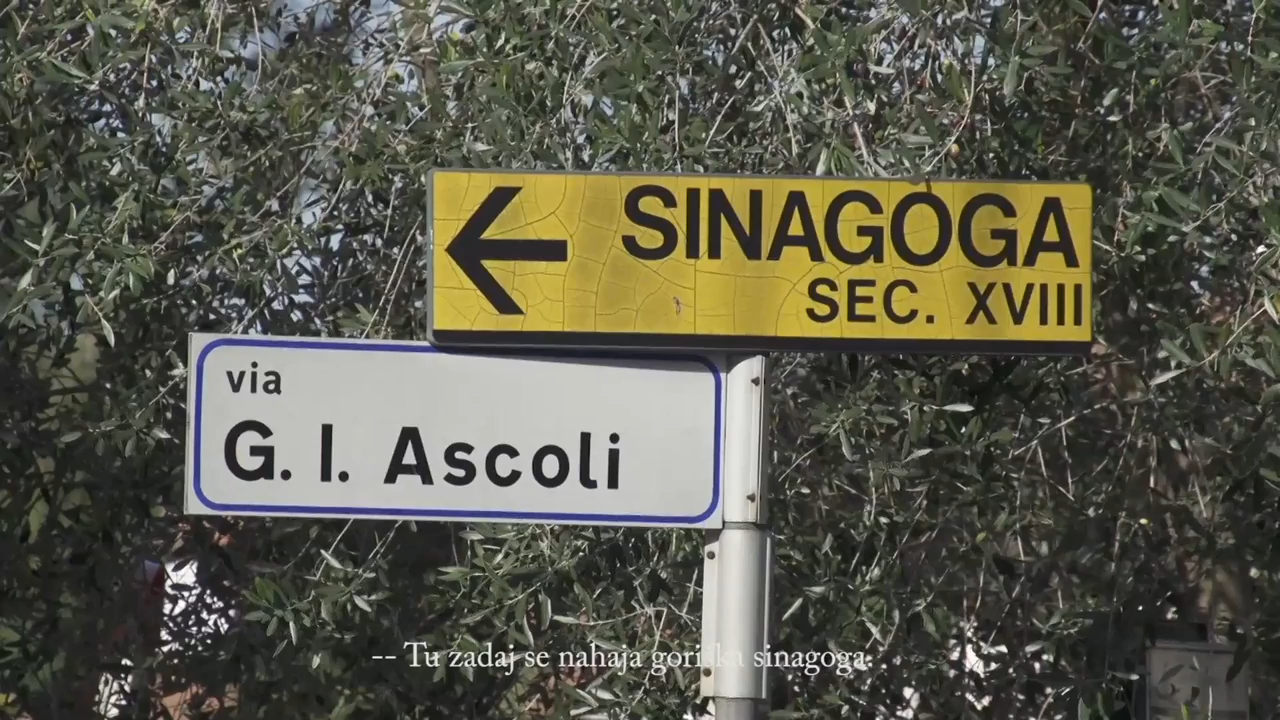 SINAGOGA
SEC. XVIII
via
G. I. Ascoli
-- Tu zadaj se nahaja goriška sinagoga.